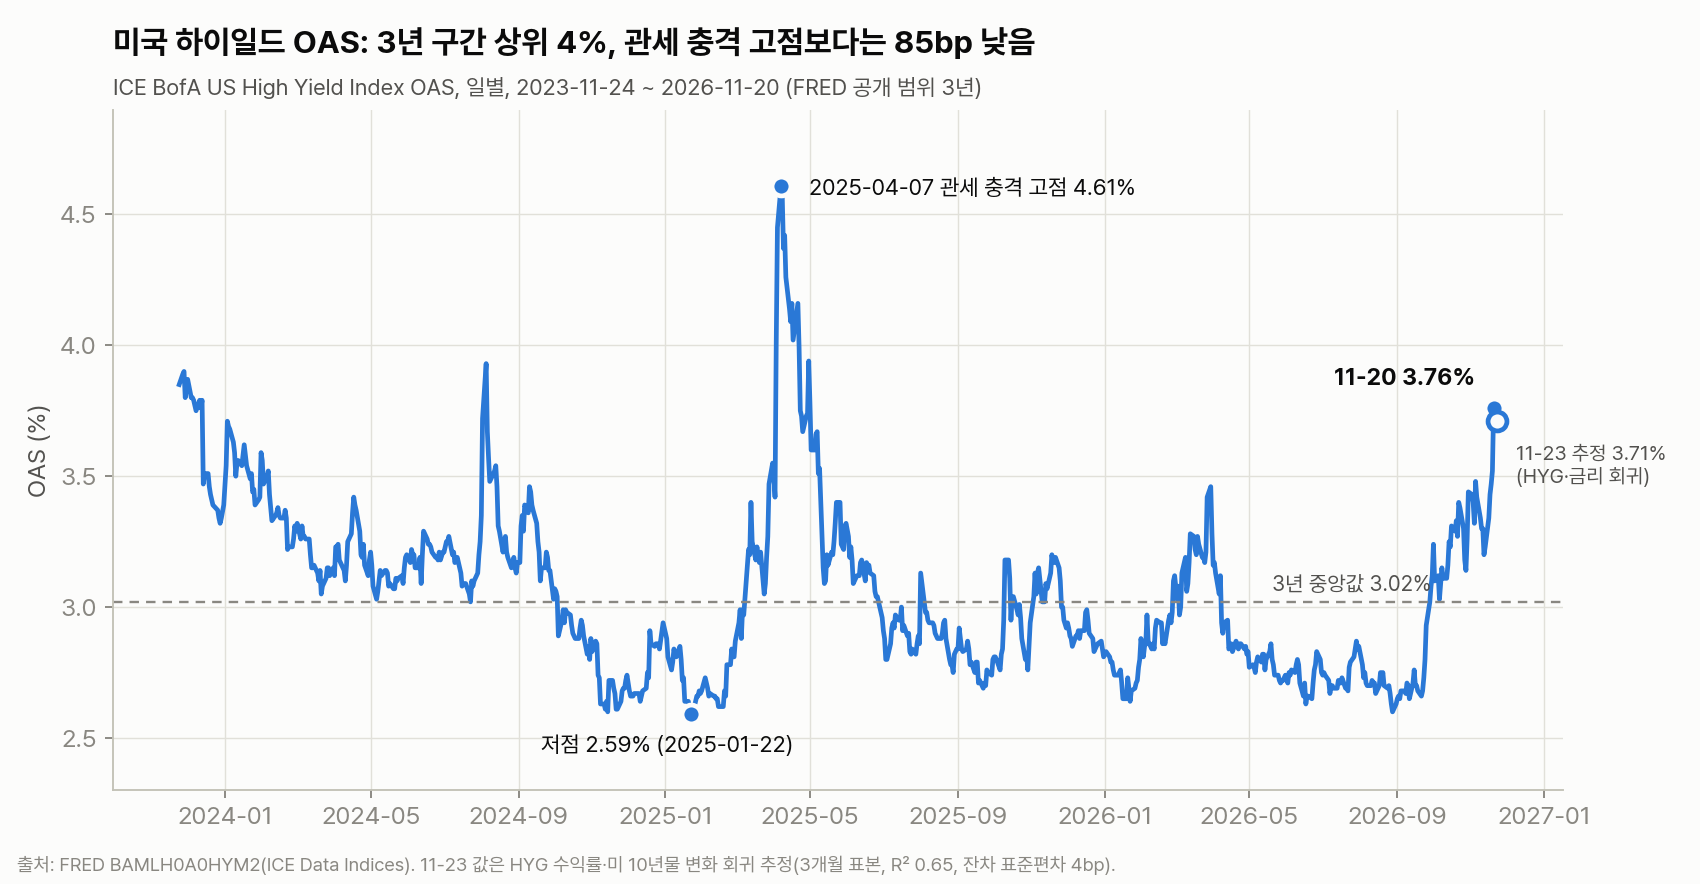 미국 하이일드 OAS: 3년 구간 상위 4%, 관세 충격 고점보다는 85bp 낮음
ICE BofA US High Yield Index OAS, 일별, 2023-11-24 ~ 2026-11-20 (FRED 공개 범위 3년)
OAS (%)
4.5
4.0
3.5
3.0
2.5
2025-04-07 관세 충격 고점 4.61%
11-20 3.76%
11-23 추정 3.71%
(HYG·금리 회귀)
3년 중앙값 3.02%
저점 2.59% (2025-01-22)
2024-01
2024-05
2024-09
2025-01
2025-05
2025-09
2026-01
2026-05
2026-09
2027-01
출처: FRED BAMLH0A0HYM2(ICE Data Indices). 11-23 값은 HYG 수익률·미 10년물 변화 회귀 추정(3개월 표본, R² 0.65, 잔차 표준편차 4bp).